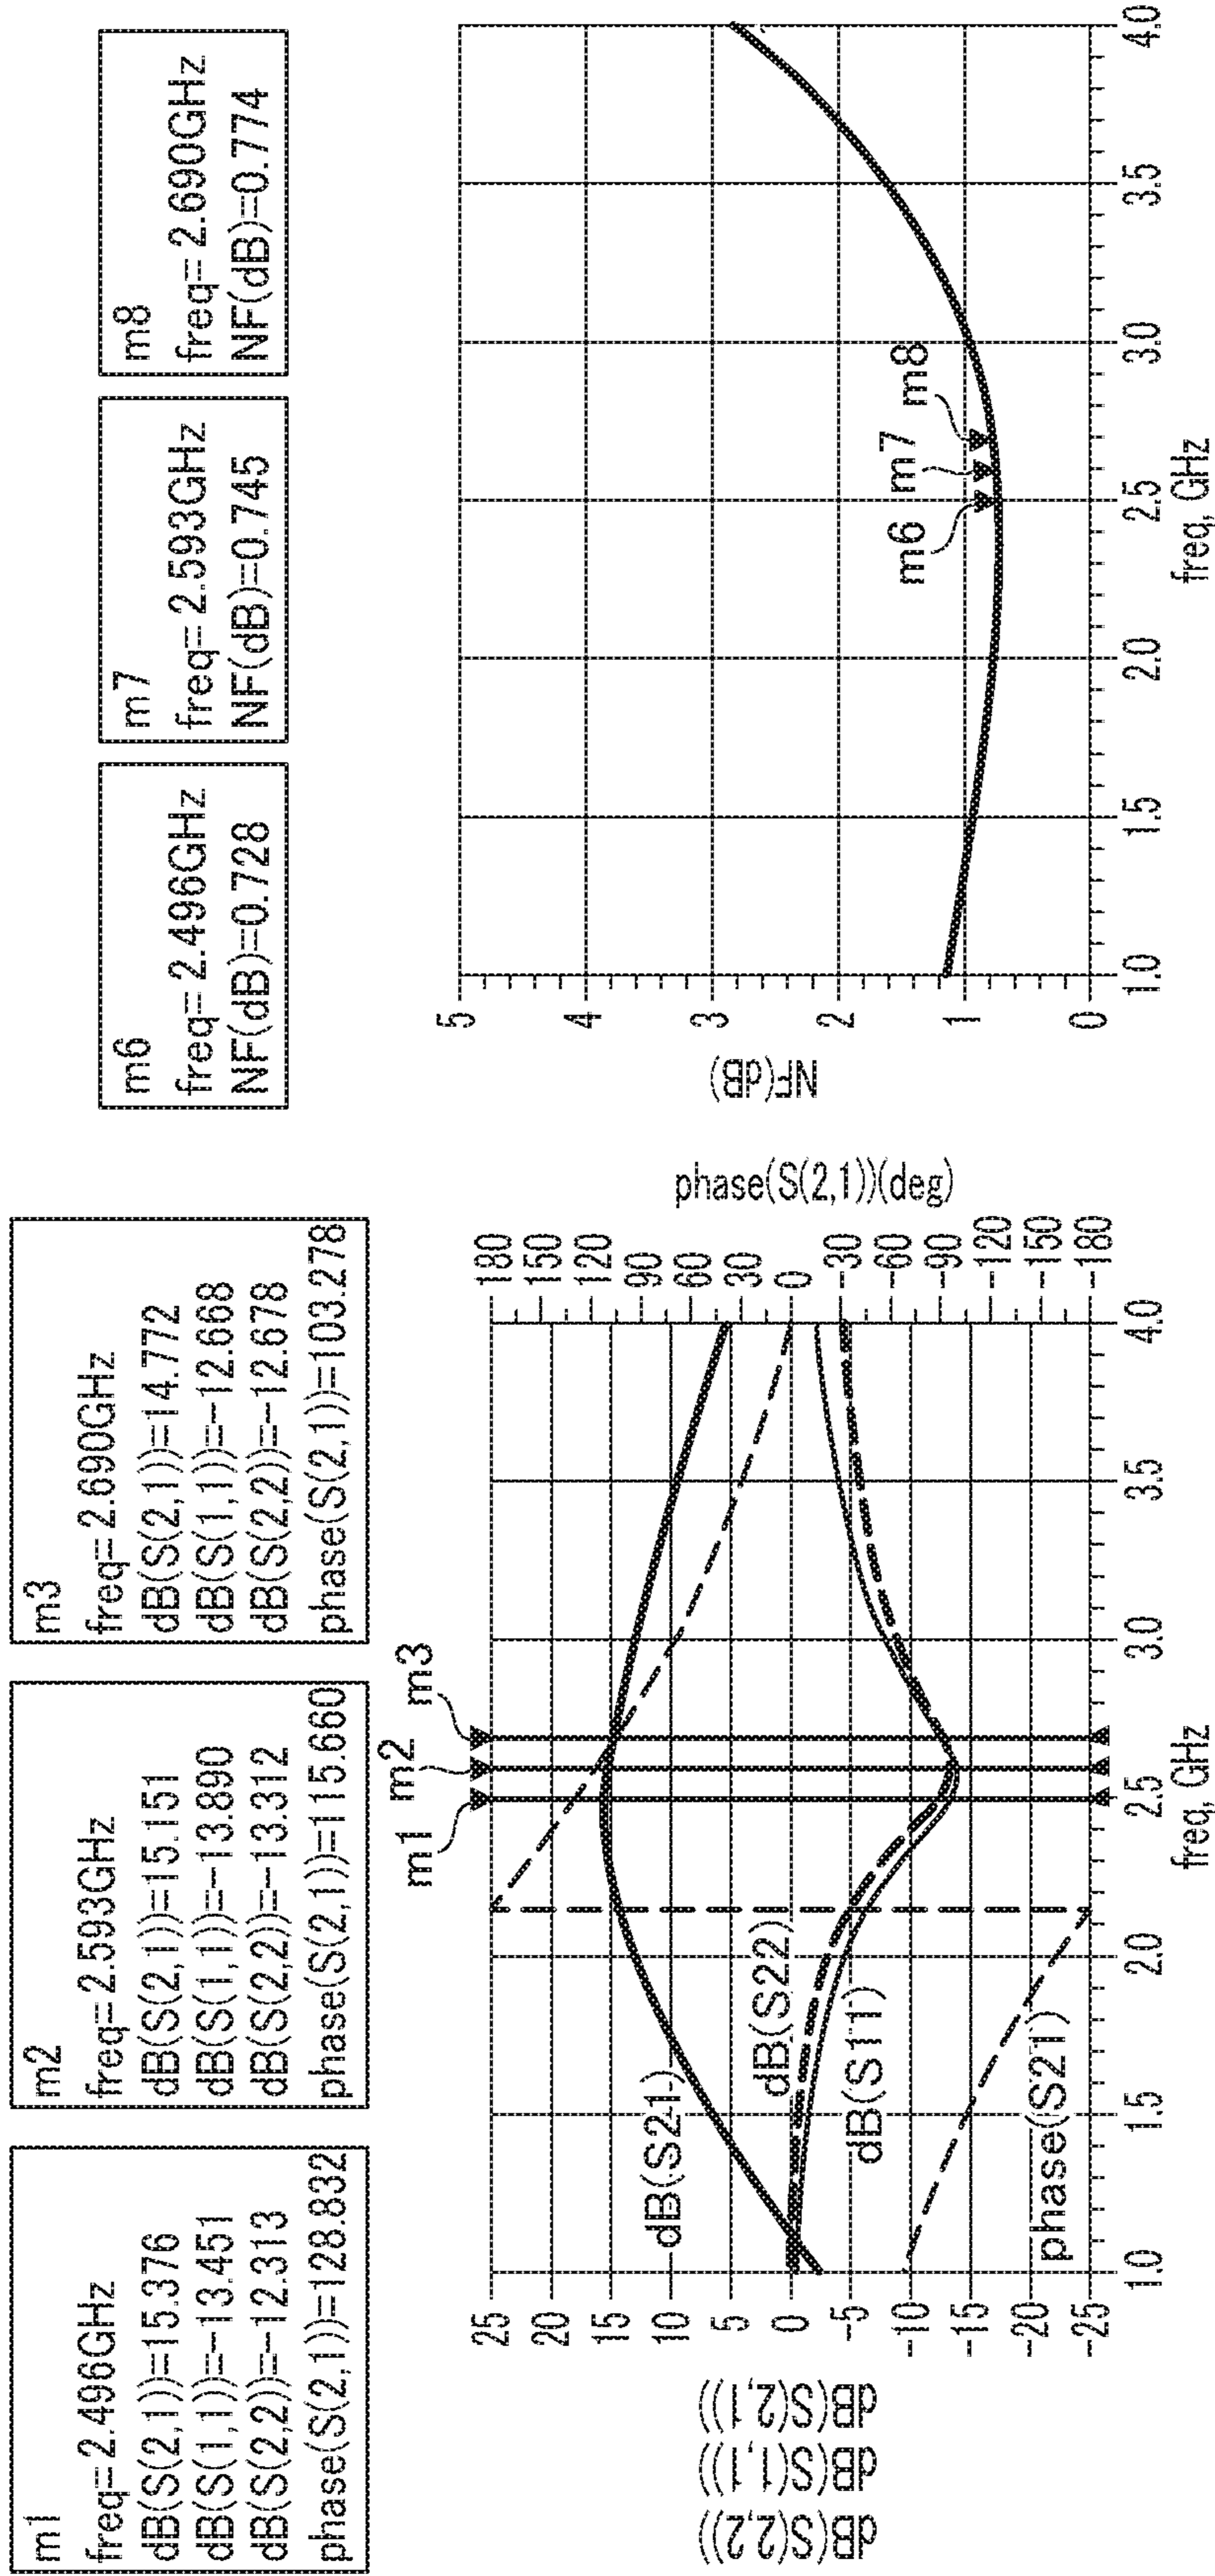 m1
freq=2.496GHz
dB(S(2,1))=15.376
dB(S(1,1))=-13.451
dB(S(2,2))=-12.313
phase(S(2,1))=128.832
m2
freq=2.593GHz
dB(S(2,1))=15.151
dB(S(1,1))=-13.890
dB(S(2,2))=-13.312
phase(S(2,1))=115.660
m3
freq=2.690GHz
dB(S(2,1))=14.772
dB(S(1,1))=-12.668
dB(S(2,2))=-12.678
phase(S(2,1))=103.278
m1
m2
m3
dB(S(2,2))
dB(S(1,1))
dB(S(2,1))
25
20
15
10
5
0
-5
-10
-15
-20
-25
dB(S21)
dB(S22)
dB(S11)
phase(S21)
180
150
120
90
60
30
0
-30
-60
-90
-120
-150
-180
phase(S(2,1))(deg)
1.0 1.5 2.0 2.5 3.0 3.5 4.0
freq, GHz
m6
freq=2.496GHz
NF(dB)=0.728
m7
freq=2.593GHz
NF(dB)=0.745
m8
freq=2.690GHz
NF(dB)=0.774
NF(dB)
5
4
3
2
1
0
m6
m7
m8
1.0 1.5 2.0 2.5 3.0 3.5 4.0
freq, GHz